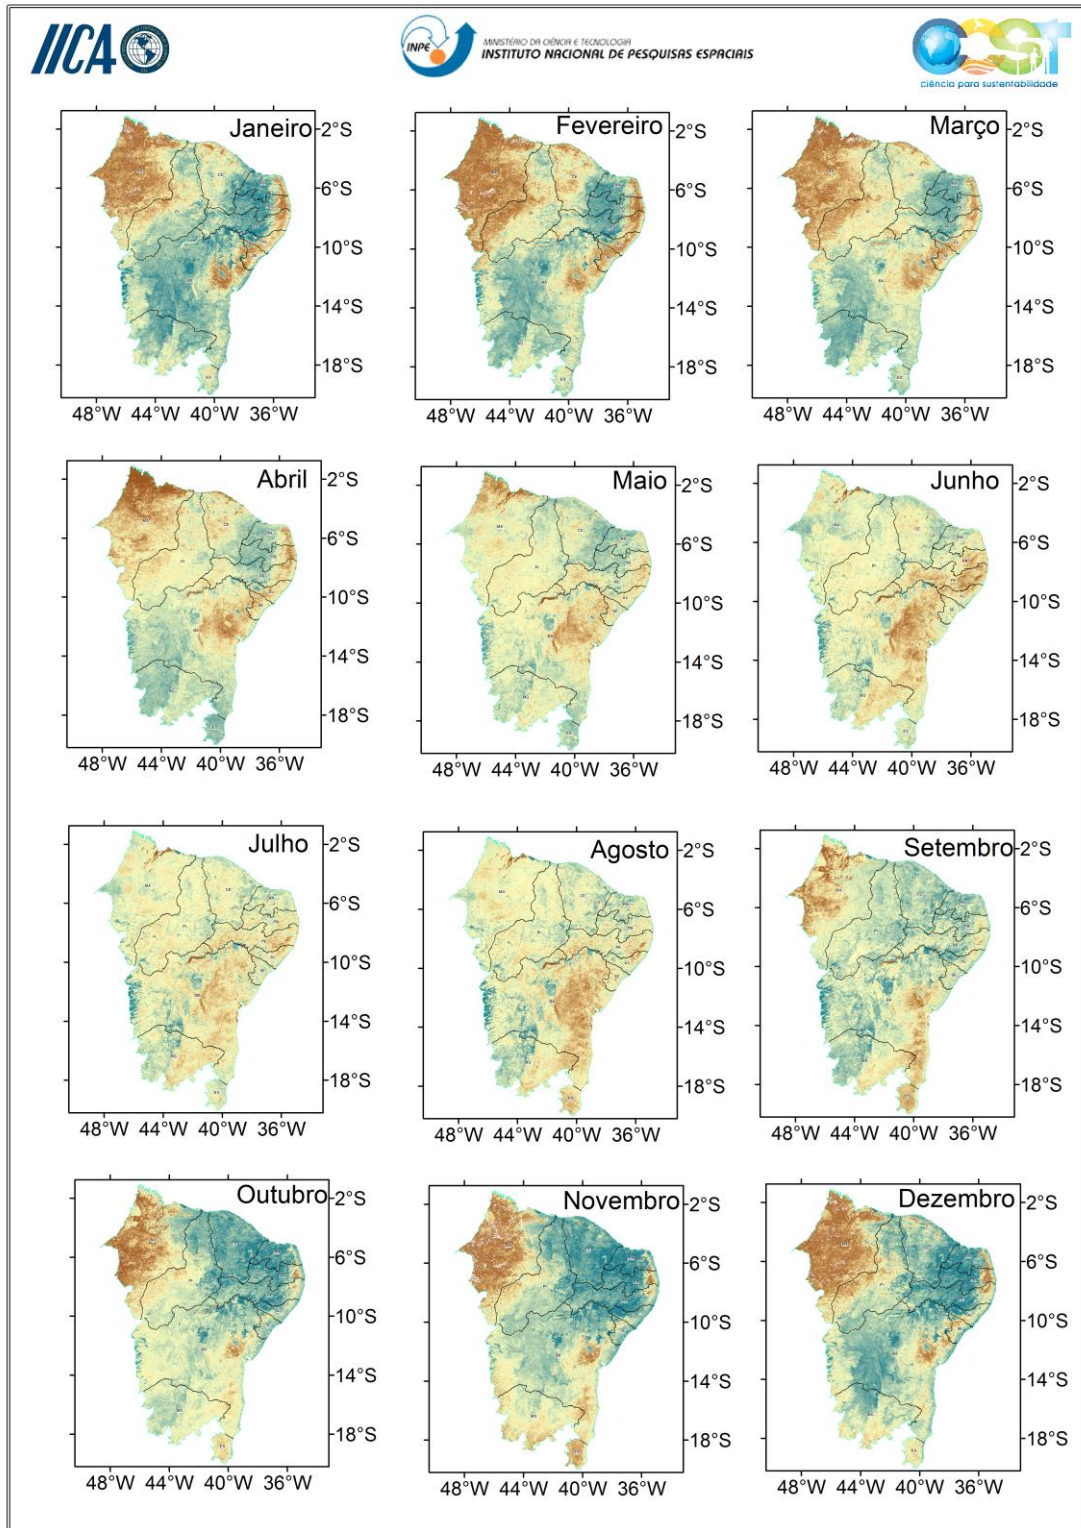 IICA
INPE
MINISTÉRIO DA CIÊNCIA E TECNOLOGIA
INSTITUTO NACIONAL DE PESQUISAS ESPACIAIS
CCST
ciência para sustentabilidade
Janeiro
2°S
6°S
10°S
14°S
18°S
48°W 44°W 40°W 36°W
Fevereiro
2°S
6°S
10°S
14°S
18°S
48°W 44°W 40°W 36°W
Março
2°S
6°S
10°S
14°S
18°S
48°W 44°W 40°W 36°W
Abril
2°S
6°S
10°S
14°S
18°S
48°W 44°W 40°W 36°W
Maio
2°S
6°S
10°S
14°S
18°S
48°W 44°W 40°W 36°W
Junho
2°S
6°S
10°S
14°S
18°S
48°W 44°W 40°W 36°W
Julho
2°S
6°S
10°S
14°S
18°S
48°W 44°W 40°W 36°W
Agosto
2°S
6°S
10°S
14°S
18°S
48°W 44°W 40°W 36°W
Setembro
2°S
6°S
10°S
14°S
18°S
48°W 44°W 40°W 36°W
Outubro
2°S
6°S
10°S
14°S
18°S
48°W 44°W 40°W 36°W
Novembro
2°S
6°S
10°S
14°S
18°S
48°W 44°W 40°W 36°W
Dezembro
2°S
6°S
10°S
14°S
18°S
48°W 44°W 40°W 36°W